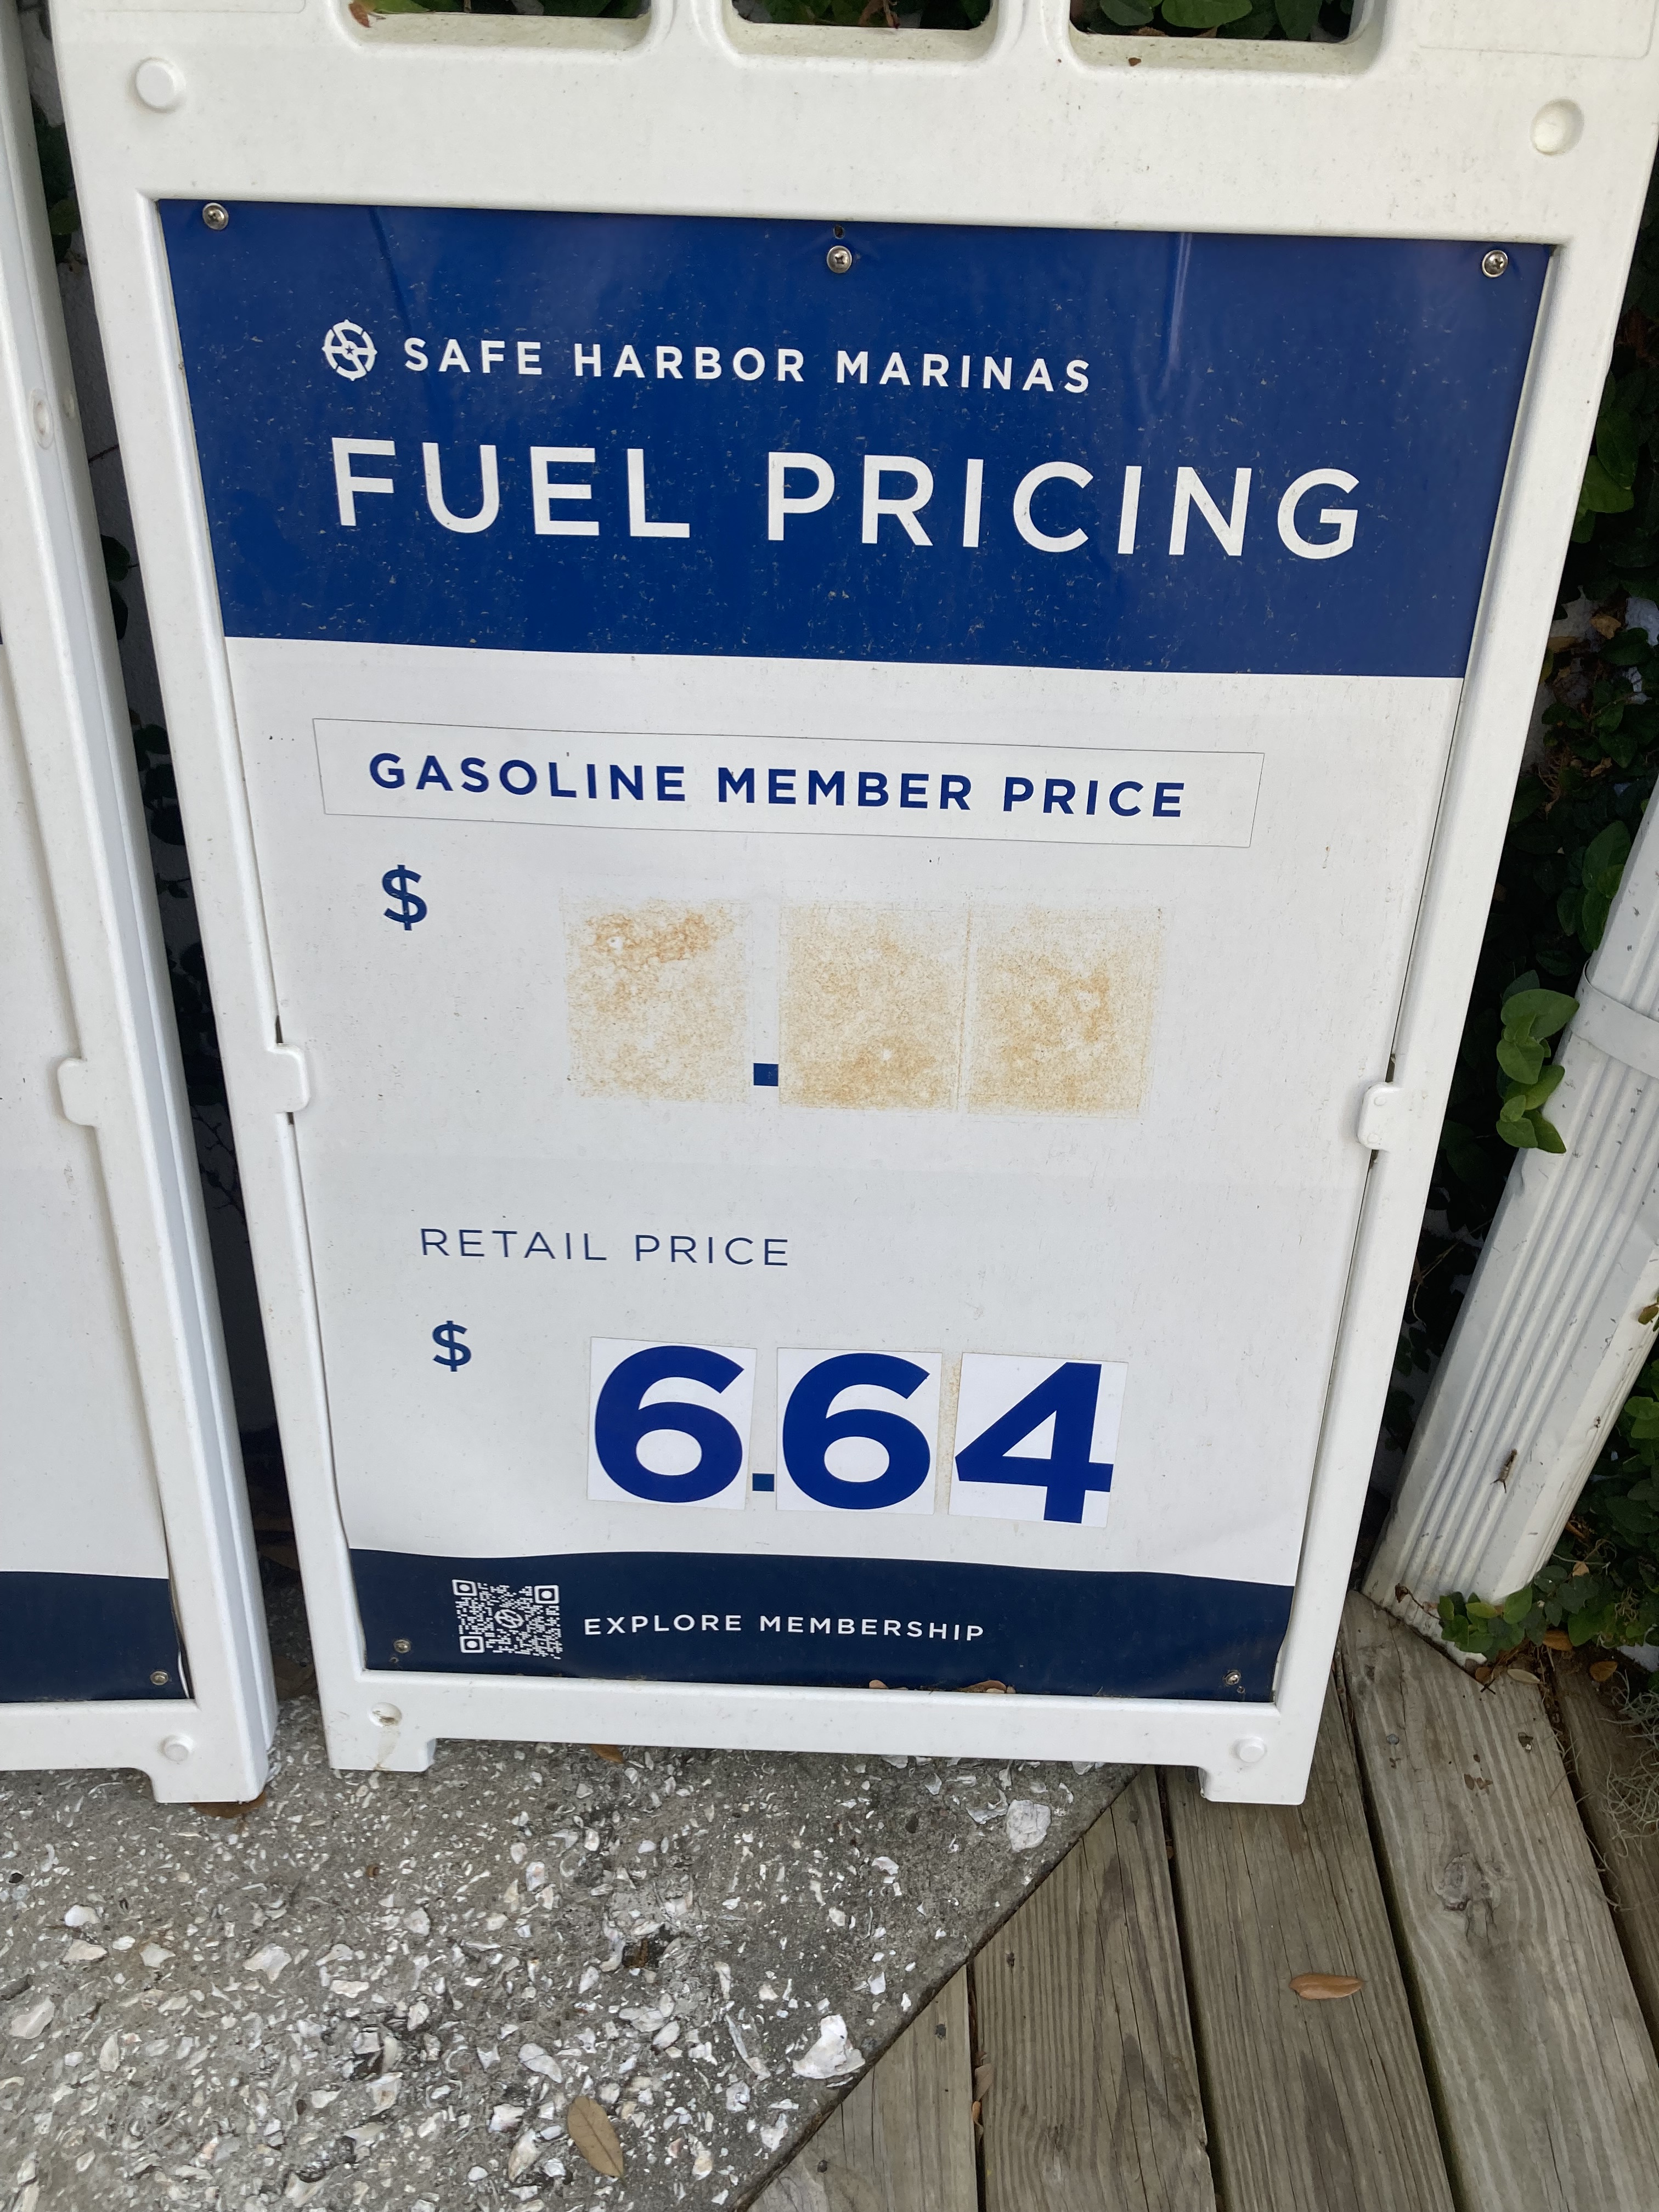 SAFE HARBOR MARINAS
FUEL PRICING
GASOLINE MEMBER PRICE
$ .
RETAIL PRICE
$ 6.64
EXPLORE MEMBERSHIP